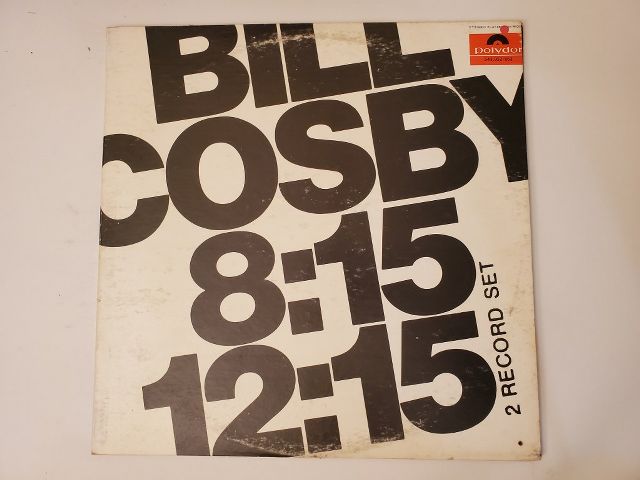 BILL
COSBY
8:15
12:15
2 RECORD SET
Polydor